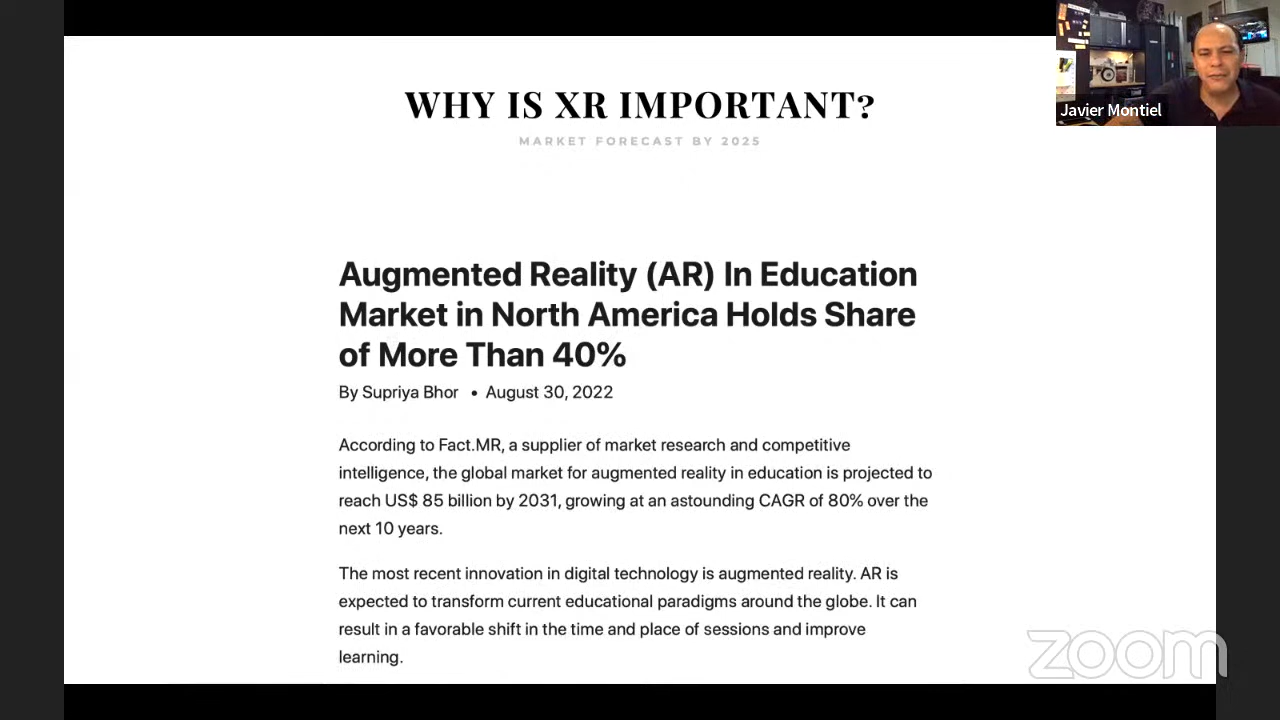 WHY IS XR IMPORTANT?
MARKET FORECAST BY 2025
Javier Montiel
Augmented Reality (AR) In Education
Market in North America Holds Share
of More Than 40%
By Supriya Bhor • August 30, 2022
According to Fact.MR, a supplier of market research and competitive
intelligence, the global market for augmented reality in education is projected to
reach US$ 85 billion by 2031, growing at an astounding CAGR of 80% over the
next 10 years.
The most recent innovation in digital technology is augmented reality. AR is
expected to transform current educational paradigms around the globe. It can
result in a favorable shift in the time and place of sessions and improve
learning.
zoom